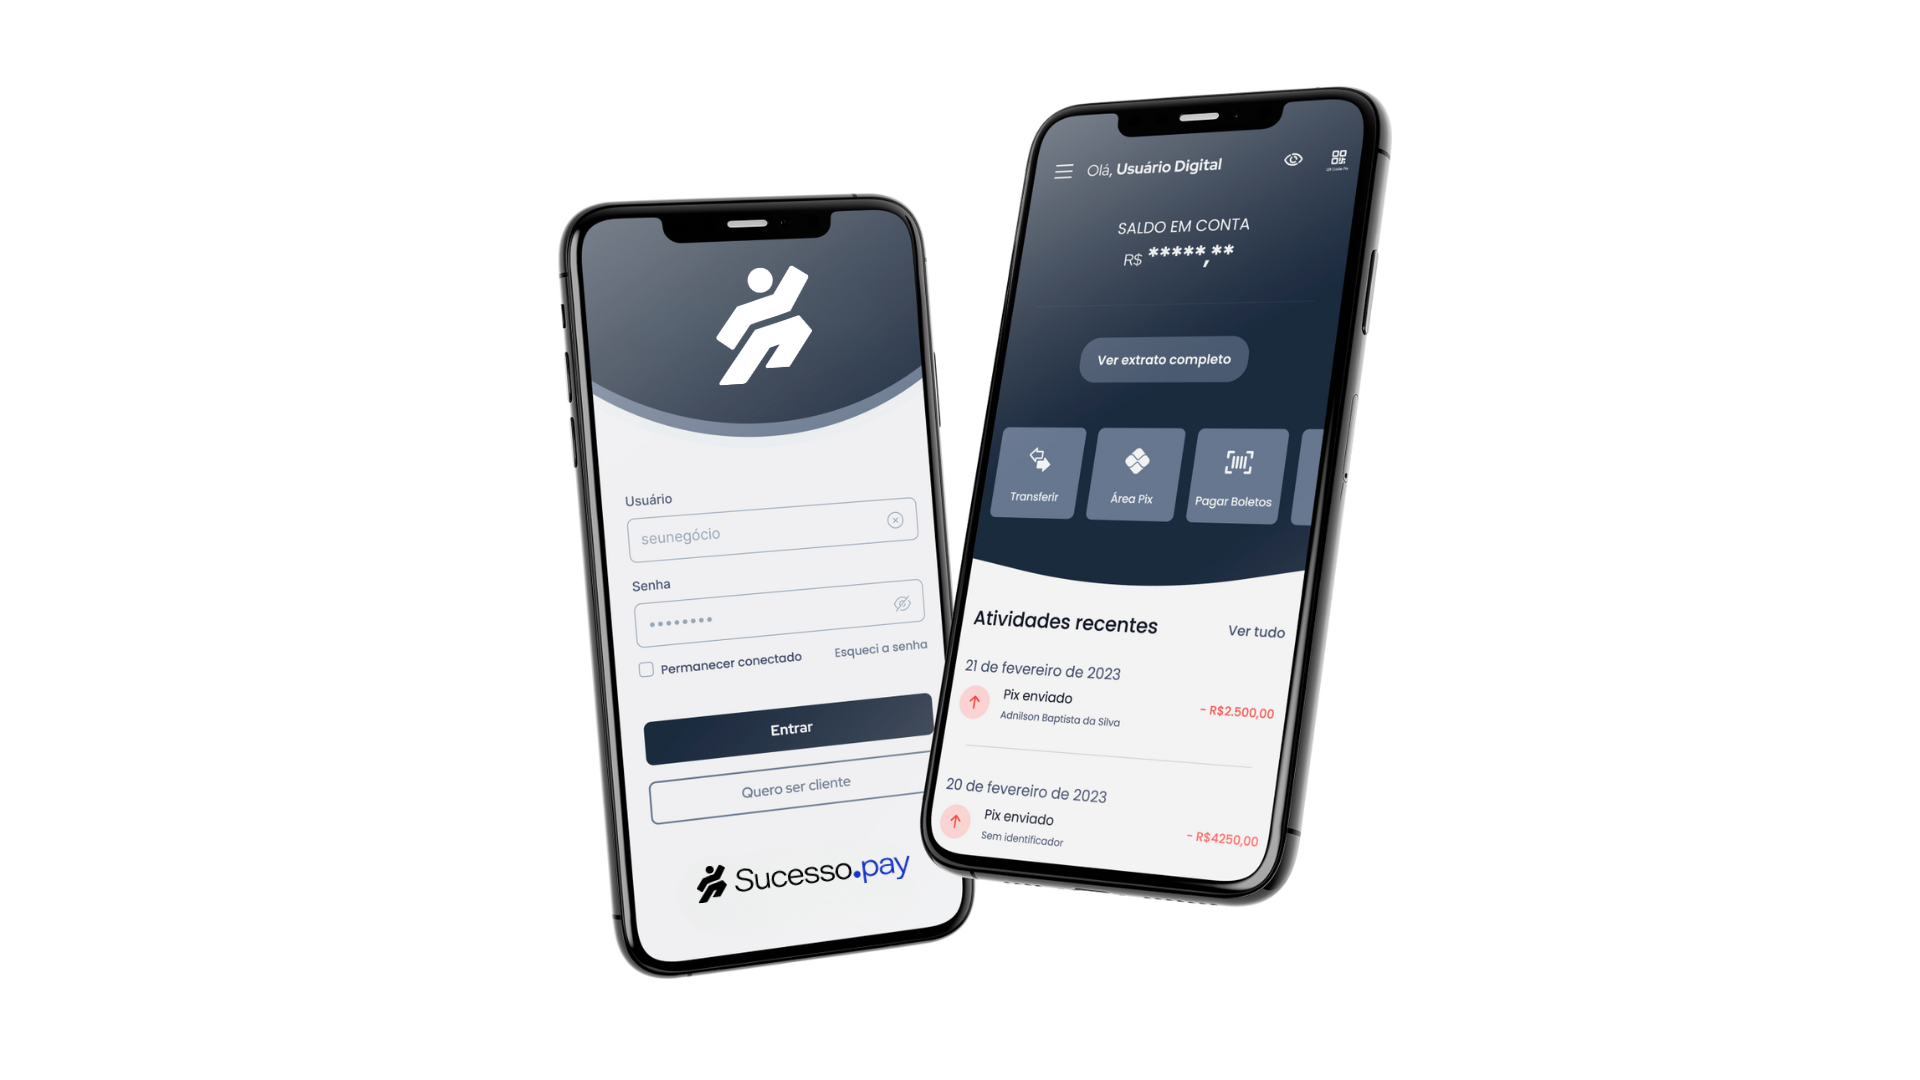 Usuário
seunegócio
Senha
Permanecer conectado
Esqueci a senha
Entrar
Quero ser cliente
Sucesso.pay
Olá, Usuário Digital
SALDO EM CONTA
R$ *****,**
Ver extrato completo
Transferir
Área Pix
Pagar Boletos
Atividades recentes
Ver tudo
21 de fevereiro de 2023
Pix enviado
- R$2.500,00
Adnilson Baptista da Silva
20 de fevereiro de 2023
Pix enviado
- R$4250,00
Sem identificador